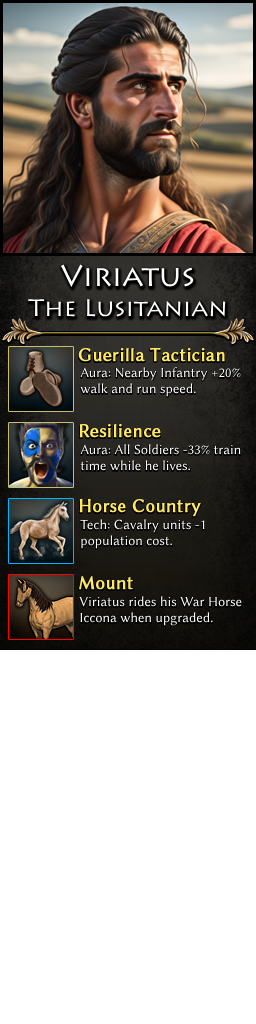 Viriatus
The Lusitanian
Guerilla Tactician
Aura: Nearby Infantry +20%
walk and run speed.
Resilience
Aura: All Soldiers -33% train
time while he lives.
Horse Country
Tech: Cavalry units -1
population cost.
Mount
Viriatus rides his War Horse
Iccona when upgraded.